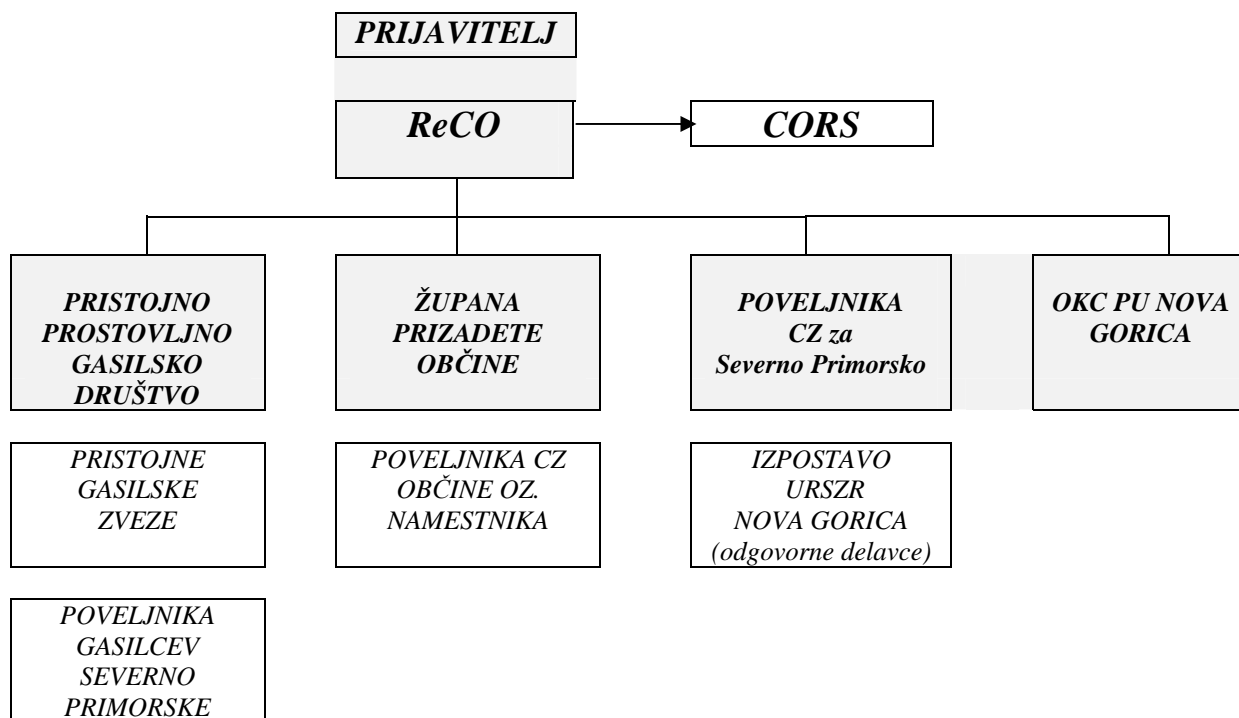 PRIJAVITELJ
ReCO
CORS
PRISTOJNO
PROSTOVLJNO
GASILSKO
DRUŠTVO
ŽUPANA
PRIZADETE
OBČINE
POVELJNIKA
CZ za
Severno Primorsko
OKC PU NOVA
GORICA
PRISTOJNE
GASILSKE
ZVEZE
POVELJNIKA CZ
OBČINE OZ.
NAMESTNIKA
IZPOSTAVO
URSZR
NOVA GORICA
(odgovorne delavce)
POVELJNIKA
GASILCEV
SEVERNO
PRIMORSKE